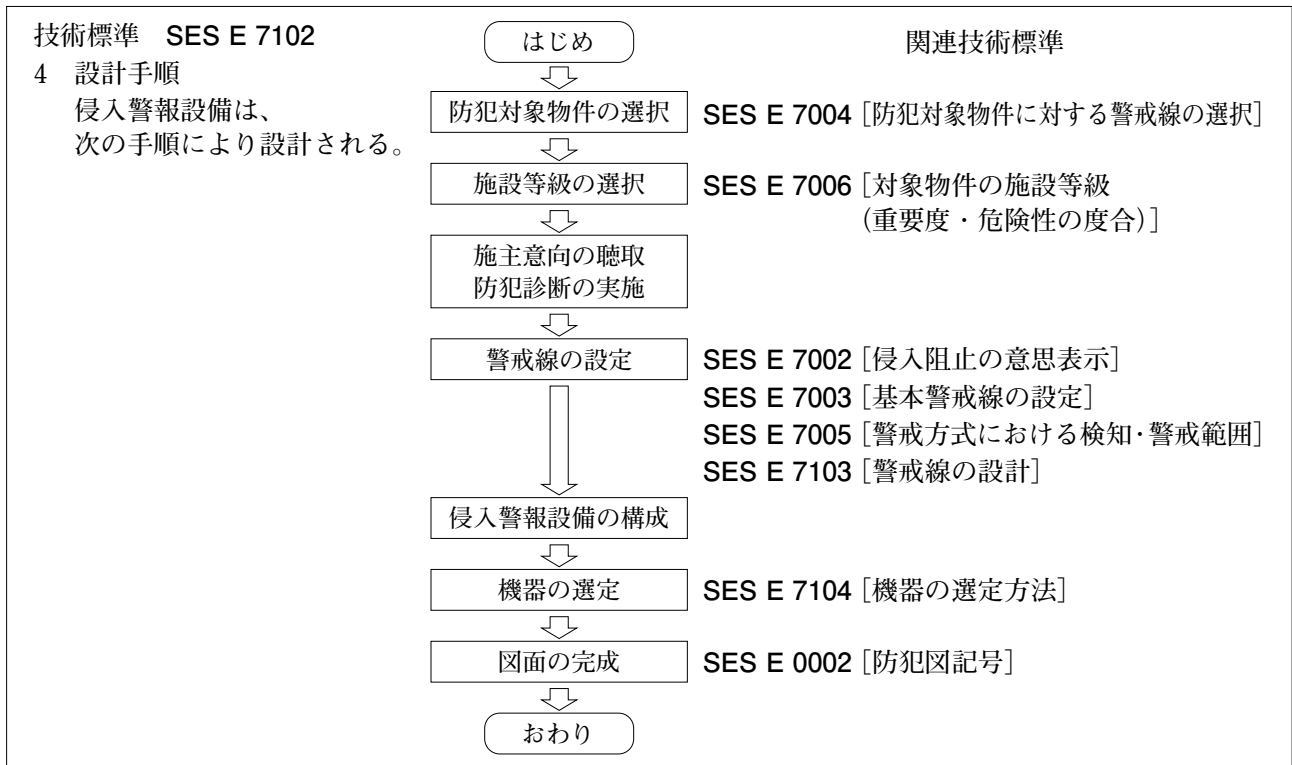 技術標準 SES E 7102
4 設計手順
侵入警報設備は、
次の手順により設計される。
はじめ
関連技術標準
防犯対象物件の選択
SES E 7004［防犯対象物件に対する警戒線の選択］
施設等級の選択
SES E 7006［対象物件の施設等級
（重要度・危険性の度合）］
施主意向の聴取
防犯診断の実施
警戒線の設定
SES E 7002［侵入阻止の意思表示］
SES E 7003［基本警戒線の設定］
SES E 7005［警戒方式における検知・警戒範囲］
SES E 7103［警戒線の設計］
侵入警報設備の構成
機器の選定
SES E 7104［機器の選定方法］
図面の完成
SES E 0002［防犯図記号］
おわり